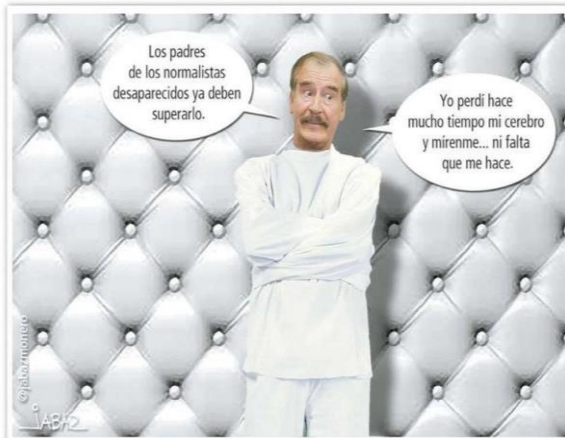 Los padres
de los normalistas
desaparecidos ya deben
superarlo.
Yo perdí hace
mucho tiempo mi cerebro
y mírenme... ni falta
que me hace.
JABAZ